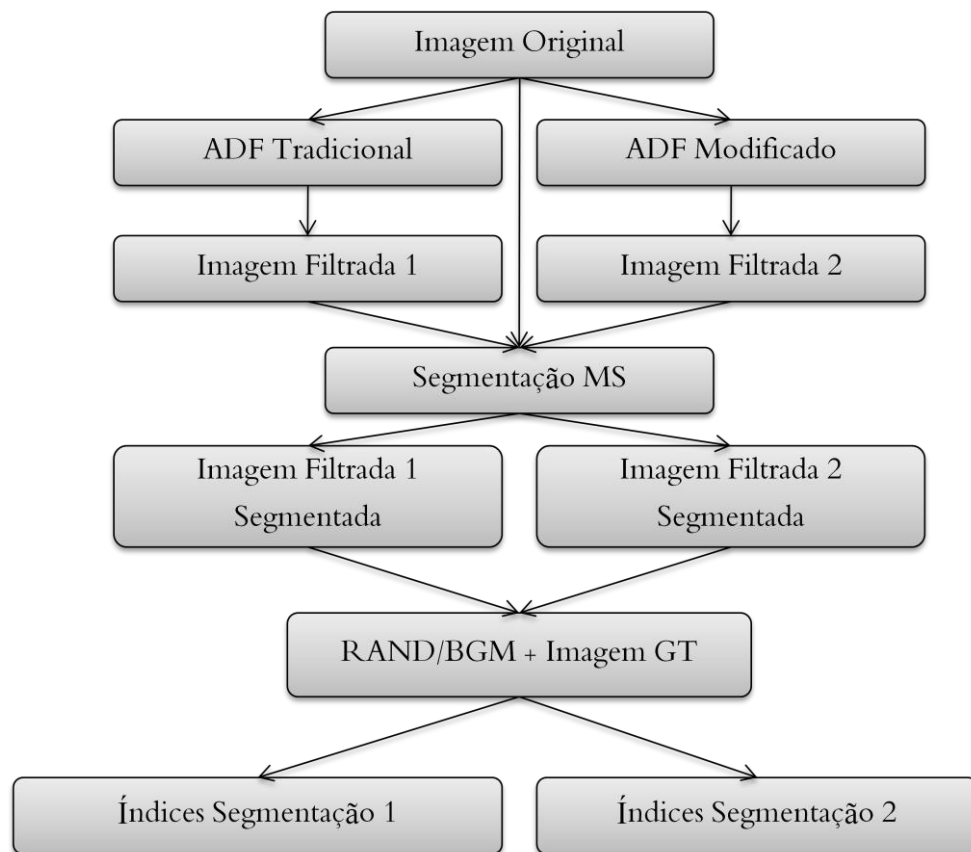 Imagem Original
ADF Tradicional
ADF Modificado
Imagem Filtrada 1
Imagem Filtrada 2
Segmentação MS
Imagem Filtrada 1
Segmentada
Imagem Filtrada 2
Segmentada
RAND/BGM + Imagem GT
Índices Segmentação 1
Índices Segmentação 2